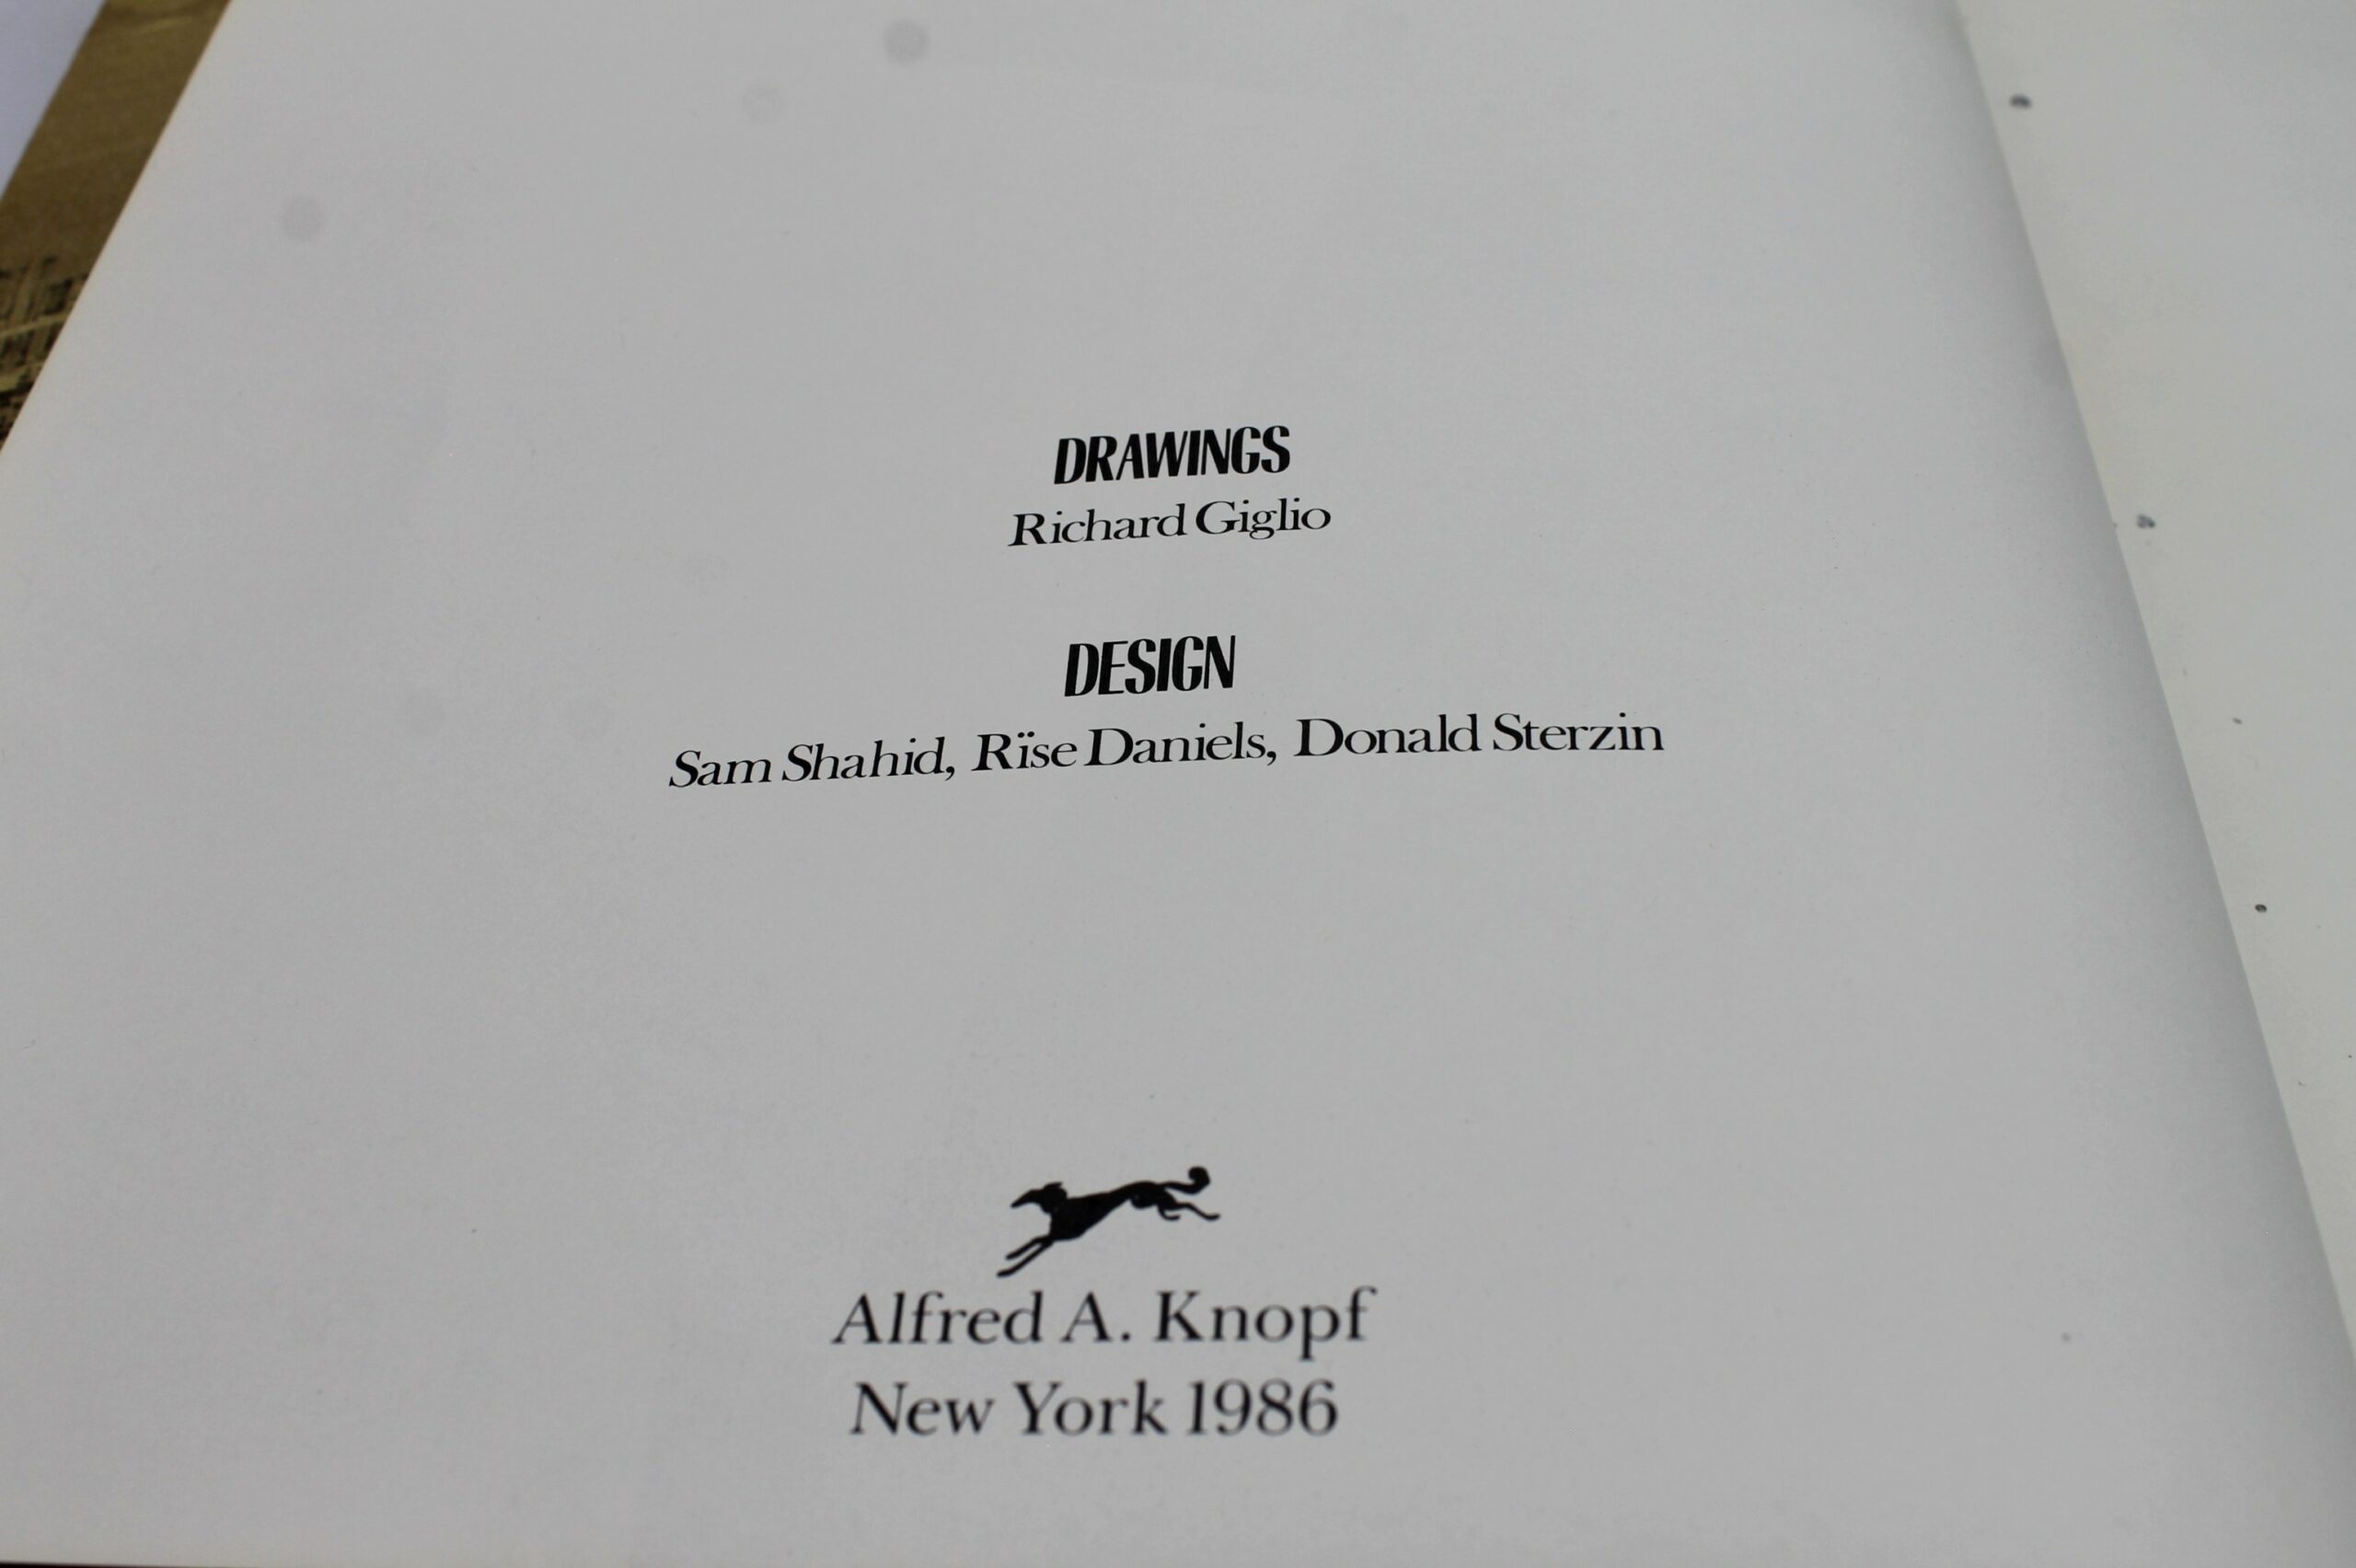 DRAWINGS
Richard Giglio
DESIGN
Sam Shahid, Rïse Daniels, Donald Sterzin
Alfred A. Knopf
New York 1986